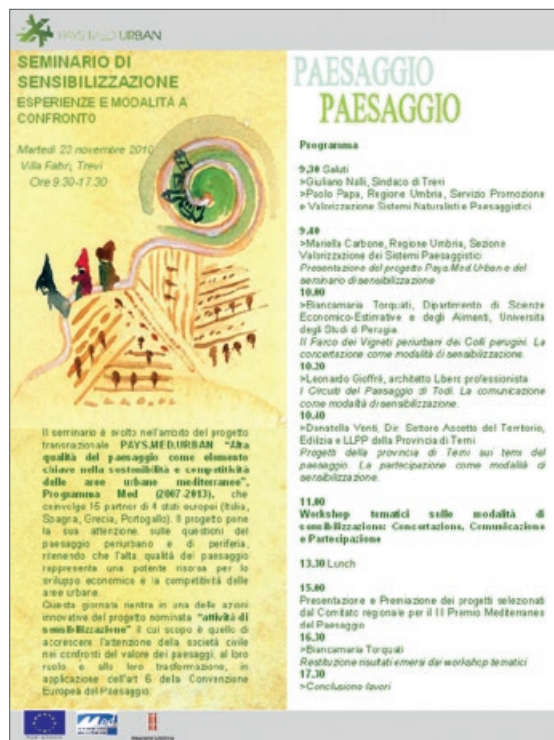 PAYS.MED.URBAN
SEMINARIO DI
SENSIBILIZZAZIONE
ESPERIENZE E MODALITÀ A
CONFRONTO
Martedì 23 novembre 2010
Villa Fabri, Trevi
Ore 9.30-17.30
Il seminario è svolto nell'ambito del progetto
transnazionale PAYS.MED.URBAN "Alta
qualità del paesaggio come elemento
chiave nella sostenibilità e competitività
delle aree urbane mediterranee",
Programma Med (2007-2013), che
coinvolge 15 partner di 4 stati europei (Italia,
Spagna, Grecia, Portogallo). Il progetto pone
la sua attenzione, sulle questioni del
paesaggio periurbano e di periferia,
ritenendo che l'alta qualità del paesaggio
rappresenta una potente risorsa per lo
sviluppo economico e la competitività delle
aree urbane.
Questa giornata rientra in una delle azioni
innovative del progetto nominata "attività di
sensibilizzazione" il cui scopo è quello di
accrescere l'attenzione della società civile
nei confronti del valore dei paesaggi, al loro
ruolo e alla loro trasformazione, in
applicazione dell'art 6 della Convenzione
Europea del Paesaggio.
PAESAGGIO
PAESAGGIO
Programma
9,30 Saluti
>Giuliano Nalli, Sindaco di Trevi
>Paolo Papa, Regione Umbria, Servizio Promozione
e Valorizzazione Sistemi Naturalisti e Paesaggistici
9.40
>Mariella Carbone, Regione Umbria, Sezione
Valorizzazione dei Sistemi Paesaggistici
Presentazione del progetto Pays.Med.Urban e del
seminario di sensibilizzazione
10.00
>Biancamaria Torquati, Dipartimento di Scienze
Economico-Estimative e degli Alimenti, Università
degli Studi di Perugia.
Il Parco dei Vigneti periurbani dei Colli perugini. La
concertazione come modalità di sensibilizzazione.
10.20
>Leonardo Gioffrè, architetto libero professionista
I Circuiti del Paesaggio di Todi. La comunicazione
come modalità di sensibilizzazione.
10.40
>Donatella Venti, Dir. Settore Assetto del Territorio,
Edilizia e LLPP della Provincia di Terni
Progetti della provincia di Terni sui temi del
paesaggio. La partecipazione come modalità di
sensibilizzazione.
11.00
Workshop tematici sulle modalità di
sensibilizzazione: Concertazione, Comunicazione
e Partecipazione
13.30 Lunch
15.00
Presentazione e Premiazione dei progetti selezionati
dal Comitato regionale per il II Premio Mediterraneo
del Paesaggio
16.30
>Biancamaria Torquati
Restituzione risultati emersi dai workshop tematici
17.30
>Conclusione lavori
Med